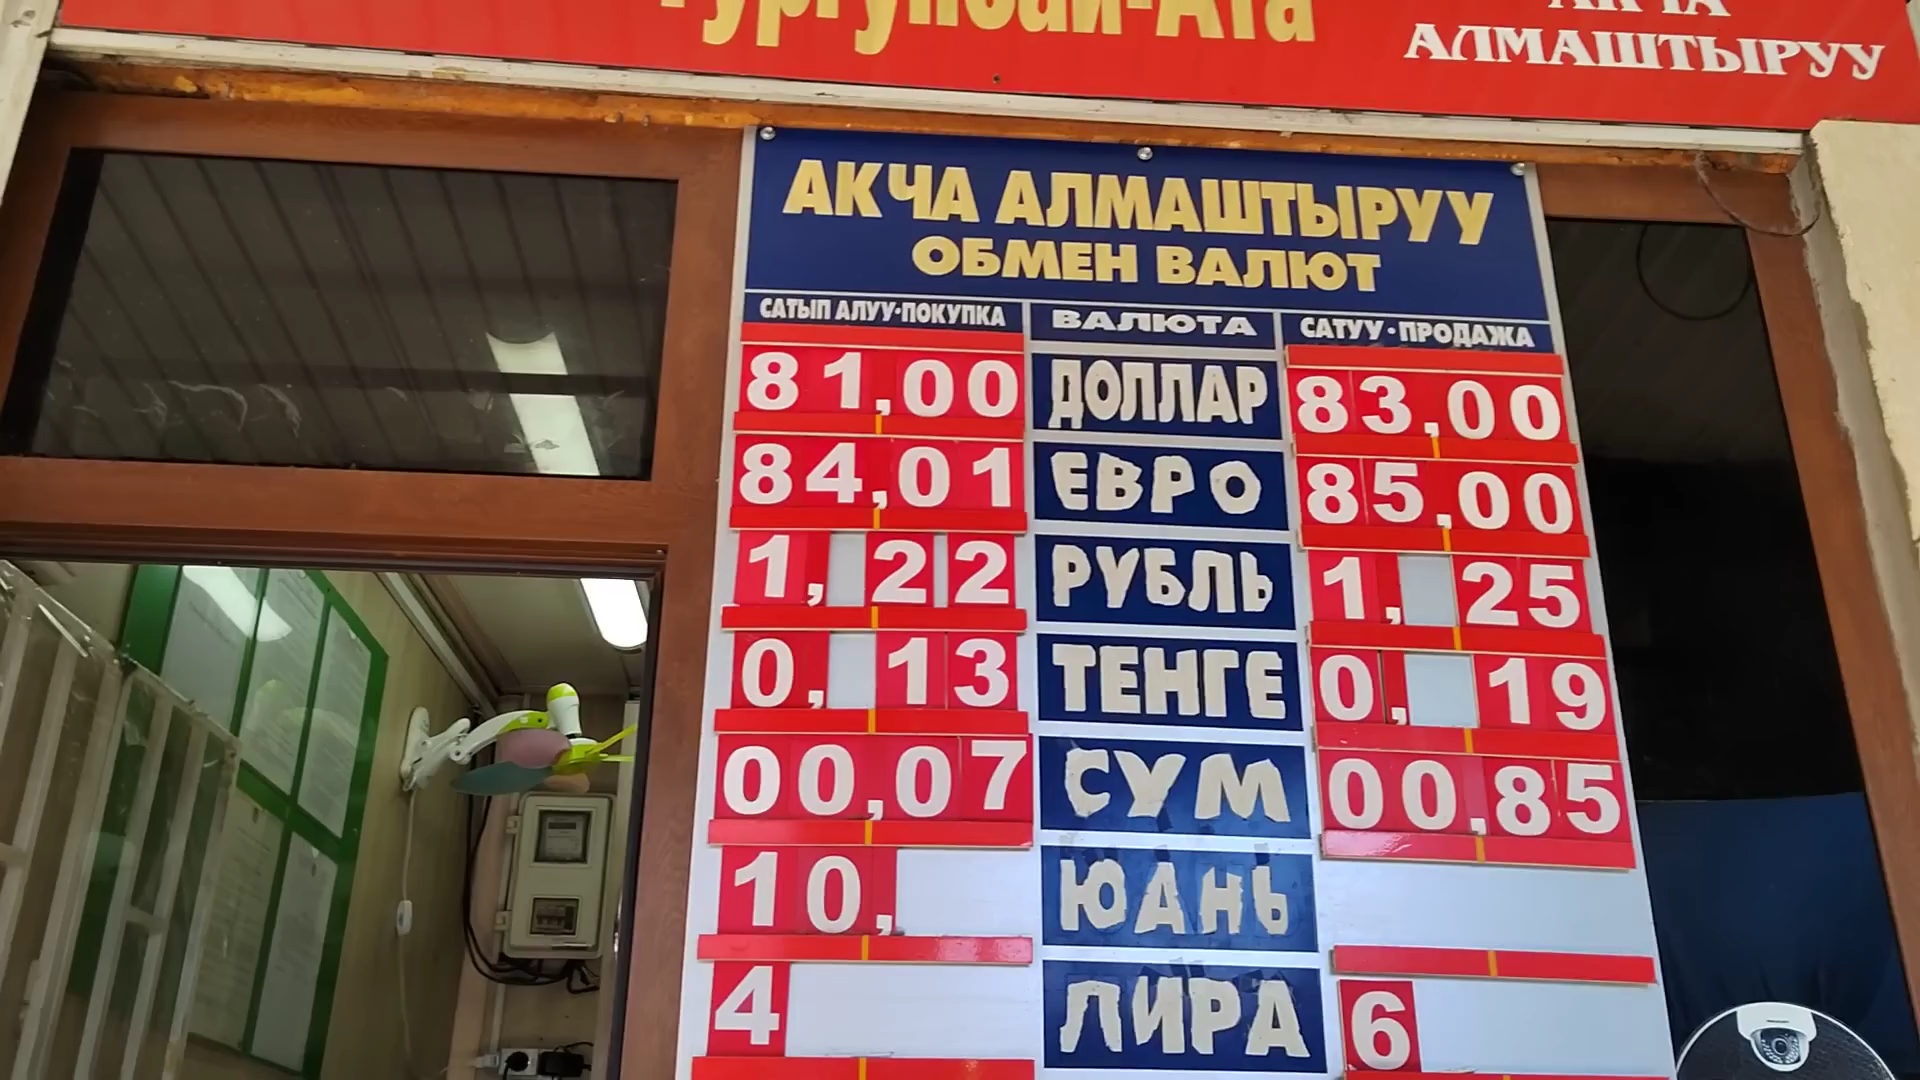 АЛМАШТЫРУУ
АКЧА АЛМАШТЫРУУ
ОБМЕН ВАЛЮТ
САТЫП АЛУУ·ПОКУПКА ВАЛЮТА САТУУ·ПРОДАЖА
81,00 ДОЛЛАР 83,00
84,01 ЕВРО 85,00
1,22 РУБЛЬ 1,25
0,13 ТЕНГЕ 0,19
00,07 СУМ 00,85
10, ЮАНЬ
4 ЛИРА 6